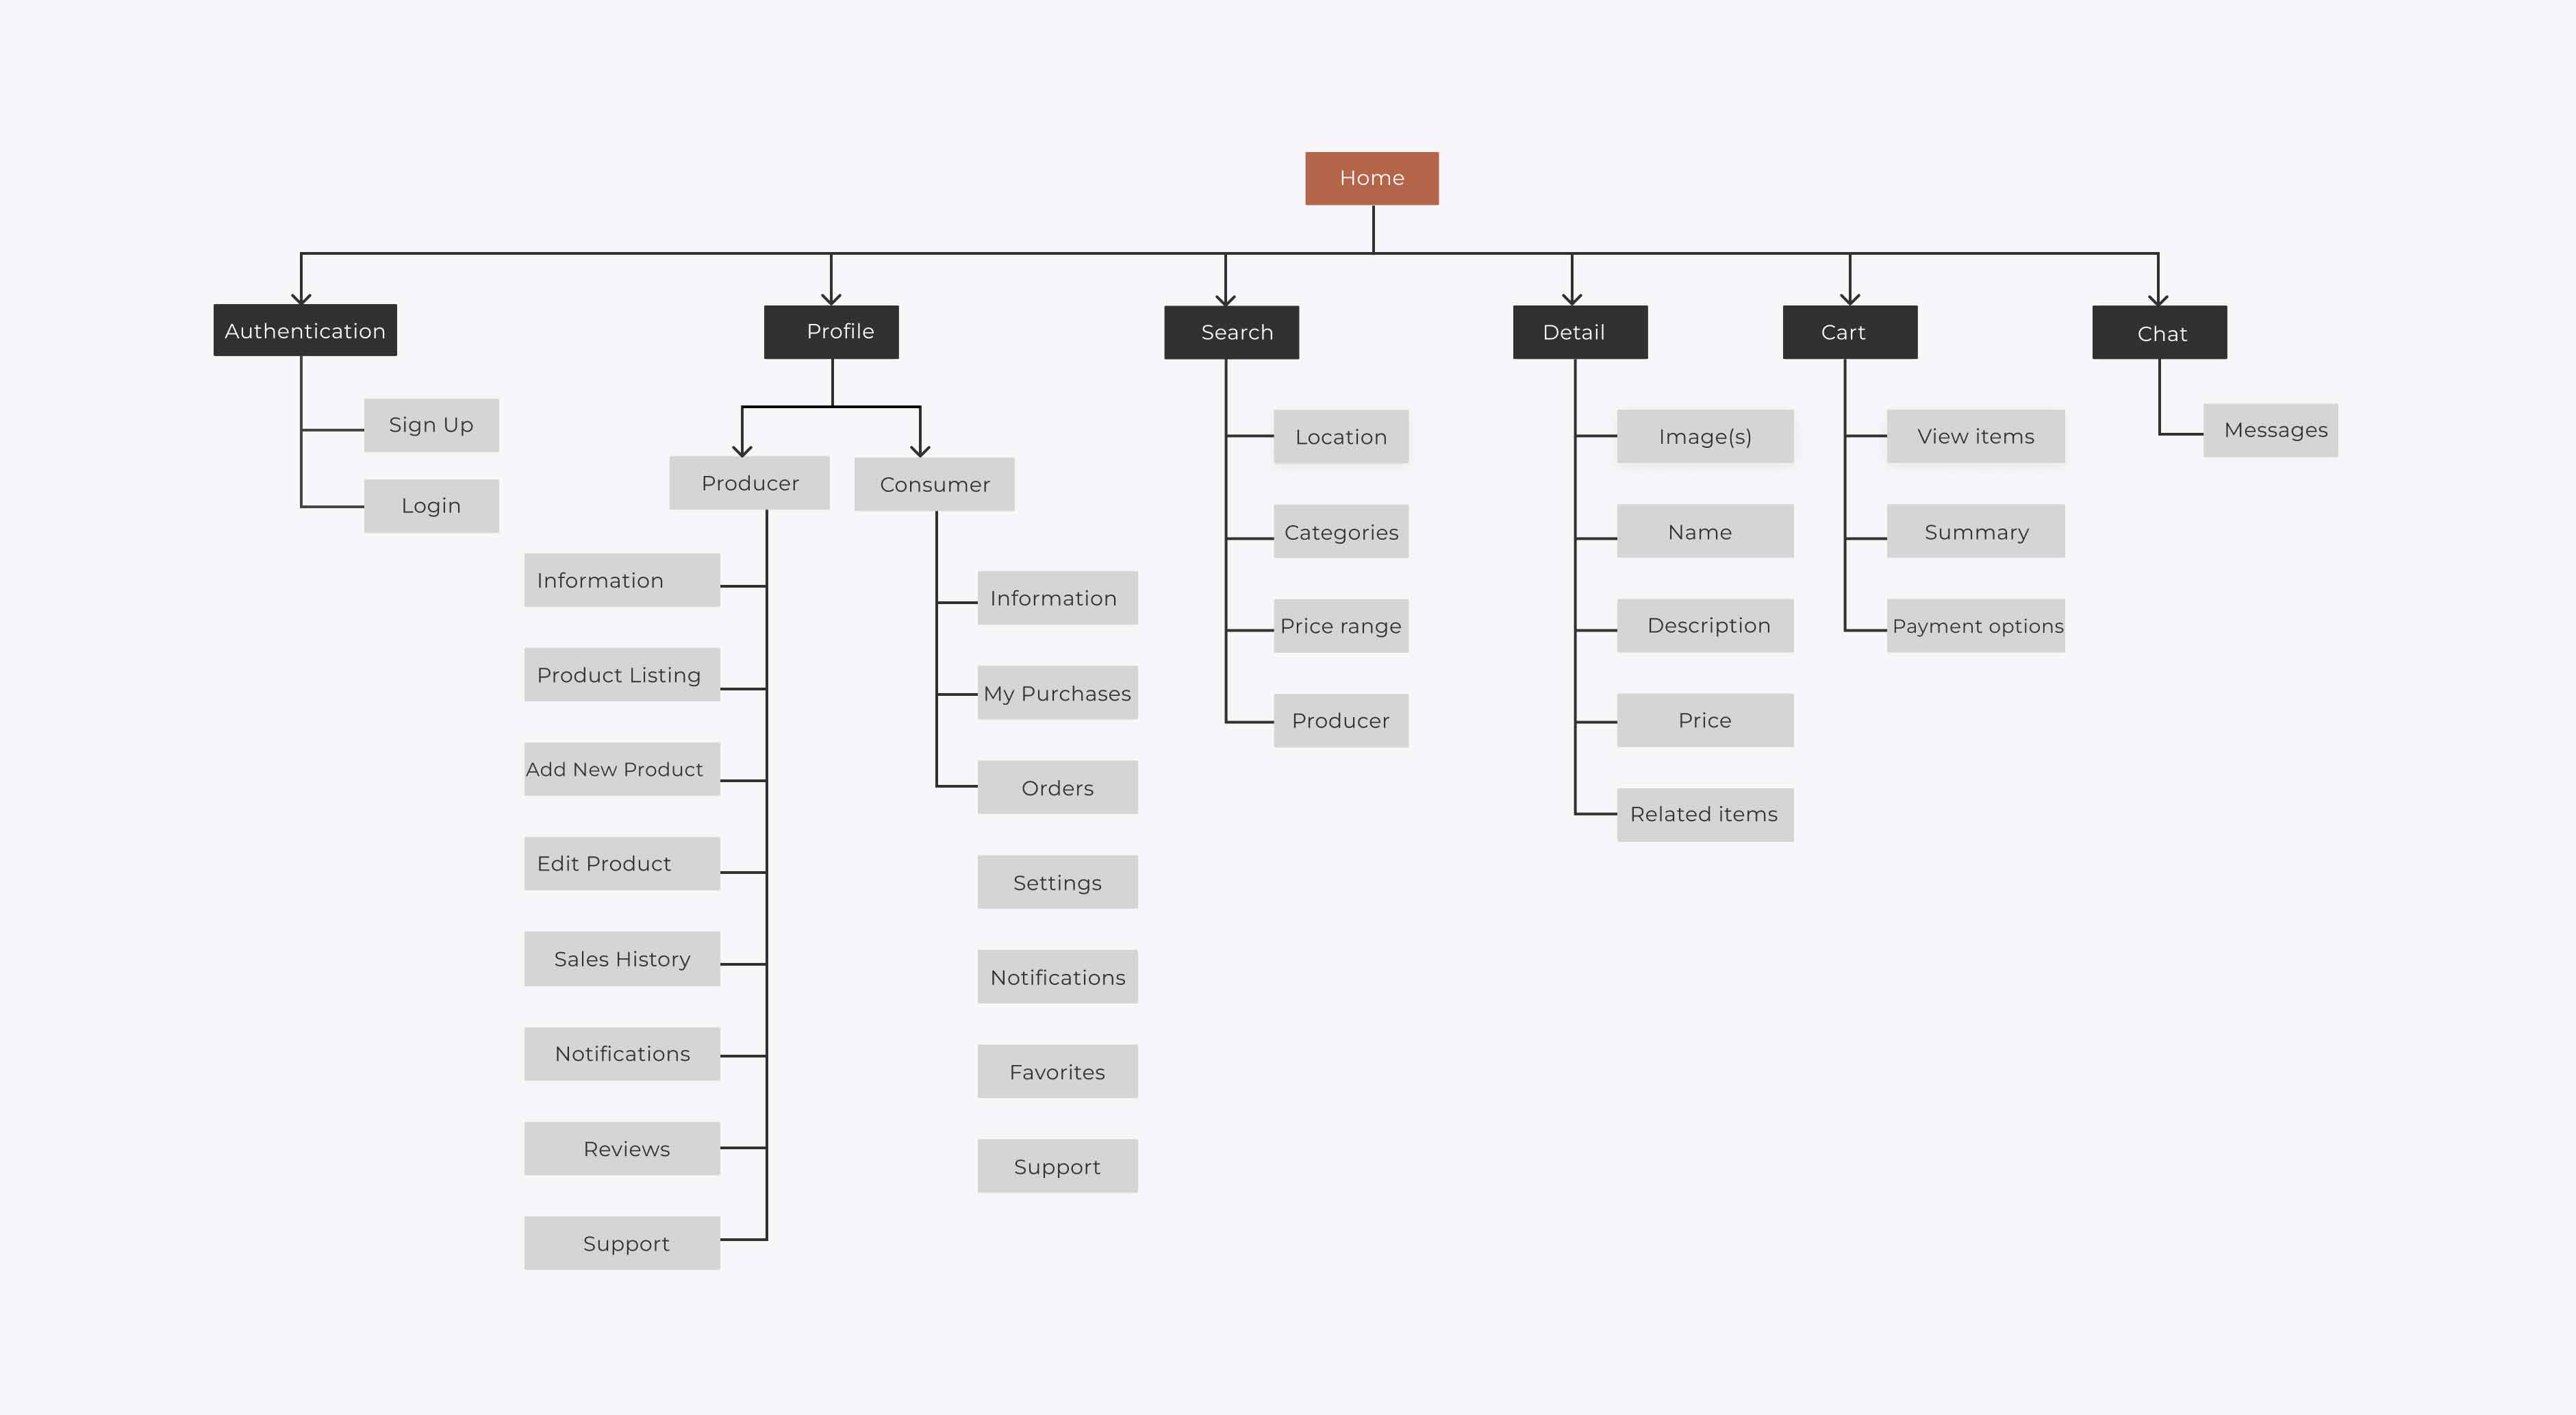 Home
Authentication
Sign Up
Login
Profile
Producer
Information
Product Listing
Add New Product
Edit Product
Sales History
Notifications
Reviews
Support
Consumer
Information
My Purchases
Orders
Settings
Notifications
Favorites
Support
Search
Location
Categories
Price range
Producer
Detail
Image(s)
Name
Description
Price
Related items
Cart
View items
Summary
Payment options
Chat
Messages